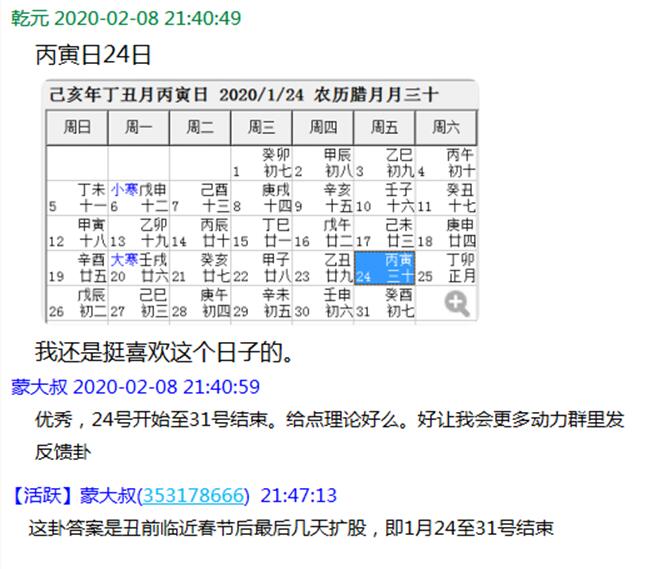 乾元 2020-02-08 21:40:49
丙寅日24日
己亥年丁丑月丙寅日 2020/1/24 农历腊月月三十
周日 周一 周二 周三 周四 周五 周六
癸卯 甲辰 乙巳 丙午
1 初七 2 初八 3 初九 4 初十
丁未 小寒戊申 己酉 庚戌 辛亥 壬子 癸丑
5 十一 6 十二 7 十三 8 十四 9 十五 10 十六 11 十七
甲寅 乙卯 丙辰 丁巳 戊午 己未 庚申
12 十八 13 十九 14 廿十 15 廿一 16 廿二 17 廿三 18 廿四
辛酉 大寒壬戌 癸亥 甲子 乙丑 丙寅 丁卯
19 廿五 20 廿六 21 廿七 22 廿八 23 廿九 24 三十 25 正月
戊辰 己巳 庚午 辛未 壬申 癸酉
26 初二 27 初三 28 初四 29 初五 30 初六 31 初七
我还是挺喜欢这个日子的。
蒙大叔 2020-02-08 21:40:59
优秀，24号开始至31号结束。给点理论好么。好让我会更多动力群里发
反馈卦
【活跃】蒙大叔(353178666) 21:47:13
这卦答案是丑前临近春节后最后几天扩股，即1月24至31号结束